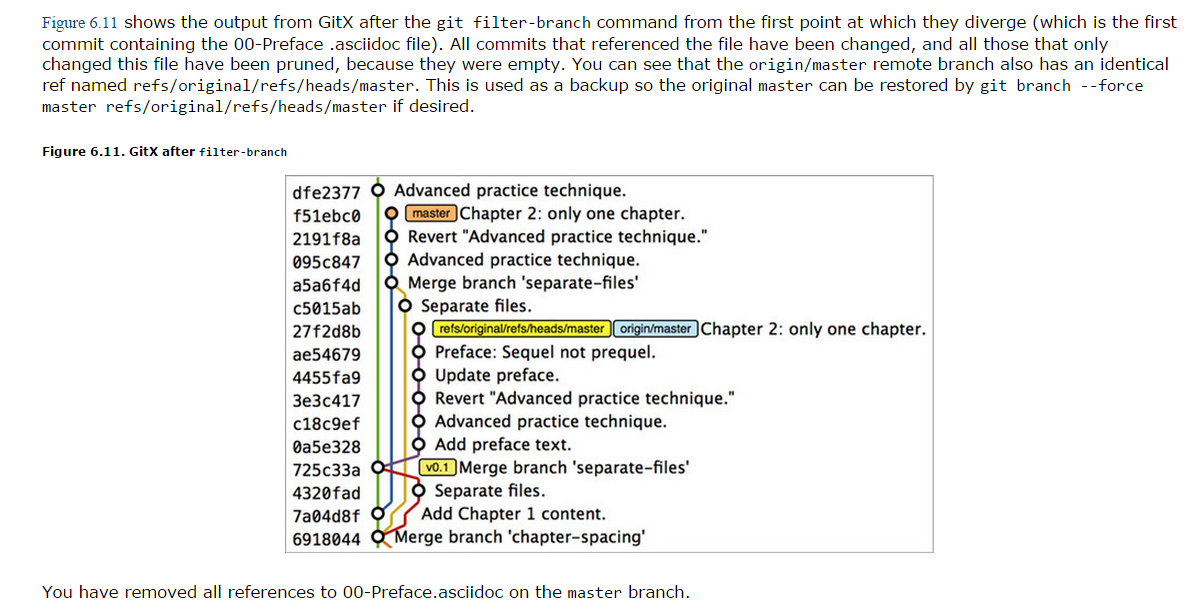 Figure 6.11 shows the output from GitX after the git filter-branch command from the first point at which they diverge (which is the first
commit containing the 00-Preface .asciidoc file). All commits that referenced the file have been changed, and all those that only
changed this file have been pruned, because they were empty. You can see that the origin/master remote branch also has an identical
ref named refs/original/refs/heads/master. This is used as a backup so the original master can be restored by git branch --force
master refs/original/refs/heads/master if desired.
Figure 6.11. GitX after filter-branch
dfe2377 Advanced practice technique.
f51ebc0 master Chapter 2: only one chapter.
2191f8a Revert "Advanced practice technique."
095c847 Advanced practice technique.
a5a6f4d Merge branch 'separate-files'
c5015ab Separate files.
27f2d8b refs/original/refs/heads/master origin/master Chapter 2: only one chapter.
ae54679 Preface: Sequel not prequel.
4455fa9 Update preface.
3e3c417 Revert "Advanced practice technique."
c18c9ef Advanced practice technique.
0a5e328 Add preface text.
725c33a v0.1 Merge branch 'separate-files'
4320fad Separate files.
7a04d8f Add Chapter 1 content.
6918044 Merge branch 'chapter-spacing'
You have removed all references to 00-Preface.asciidoc on the master branch.